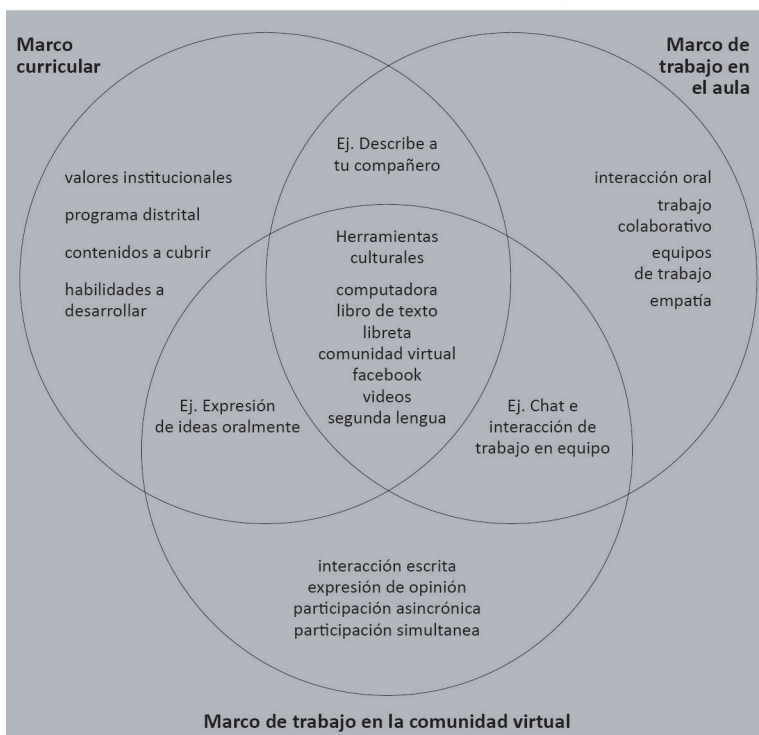 Marco
curricular
Marco de
trabajo en
el aula
Ej. Describe a
tu compañero
valores institucionales
programa distrital
contenidos a cubrir
habilidades a
desarrollar
interacción oral
trabajo
colaborativo
equipos
de trabajo
empatía
Herramientas
culturales
computadora
libro de texto
libreta
comunidad virtual
facebook
videos
segunda lengua
Ej. Expresión
de ideas oralmente
Ej. Chat e
interacción de
trabajo en equipo
interacción escrita
expresión de opinión
participación asincrónica
participación simultanea
Marco de trabajo en la comunidad virtual